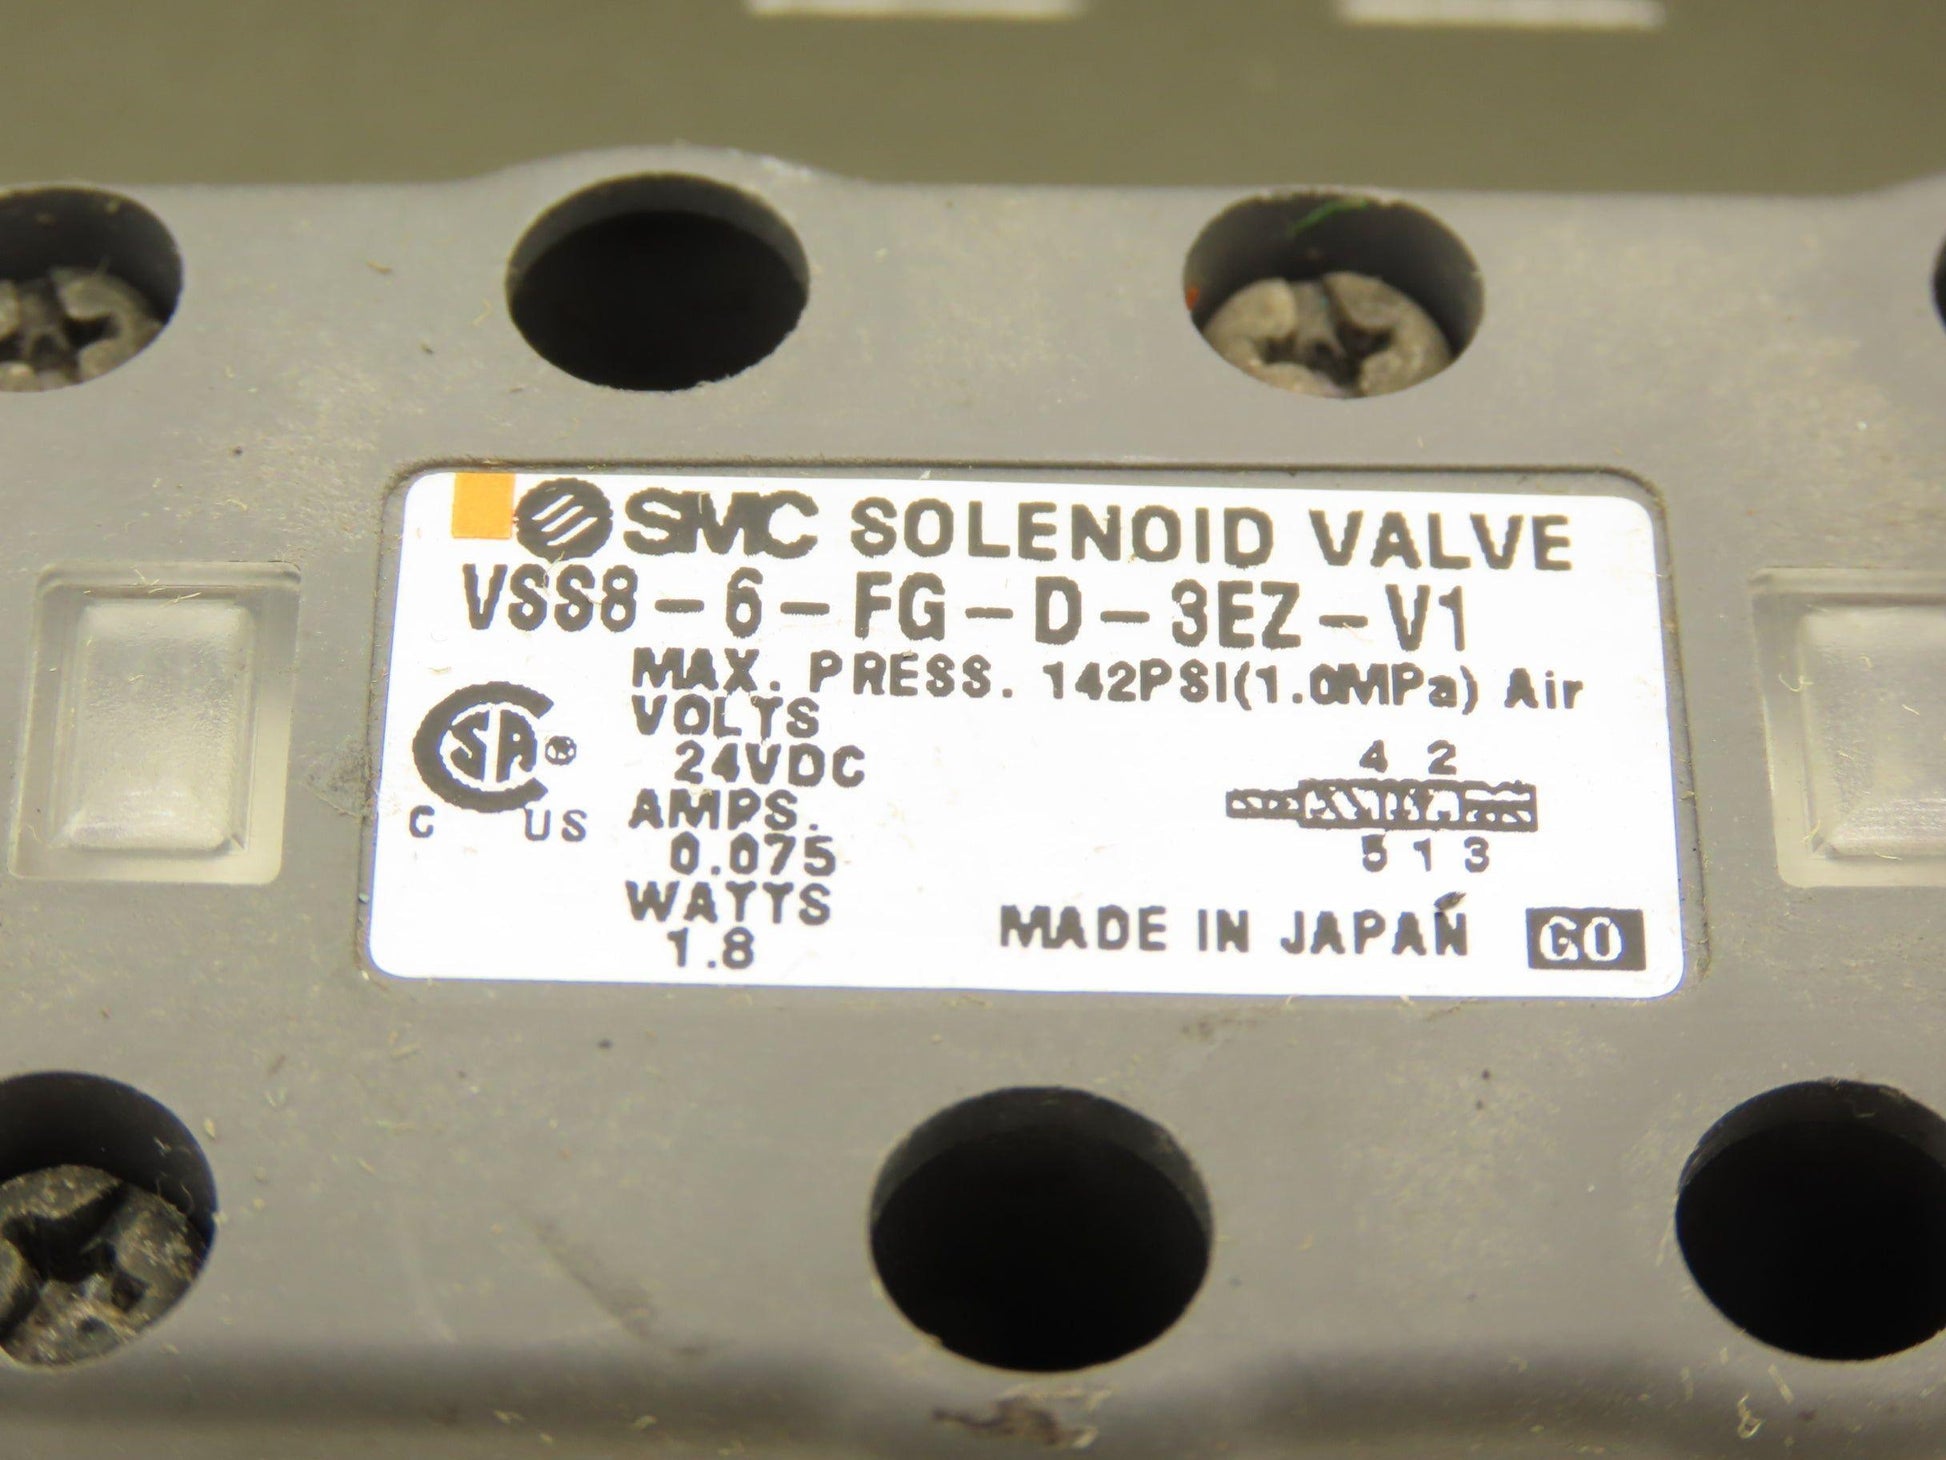 SMC SOLENOID VALVE
VSS8-6-FG-D-3EZ-V1
MAX. PRESS. 142PSI(1.0MPa) Air
VOLTS
24VDC
AMPS.
0.075
WATTS
1.8
SA®
C US
4 2
5 1 3
MADE IN JAPAN
GO